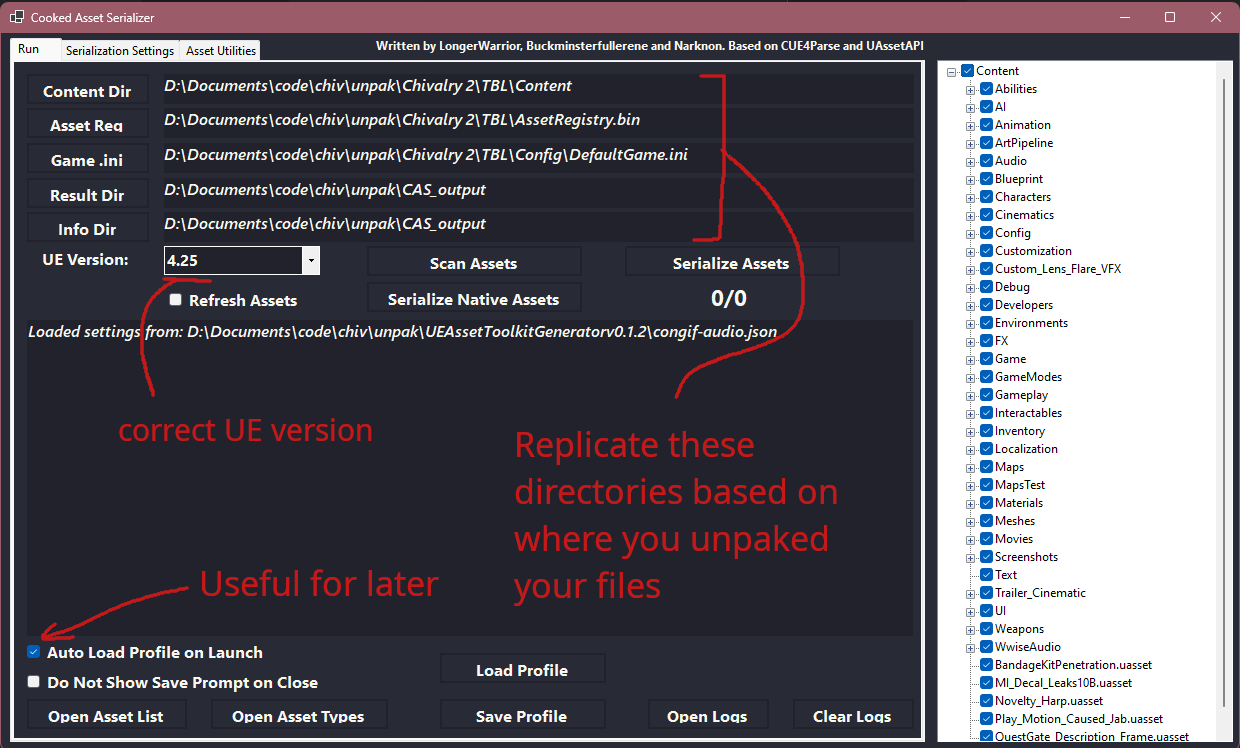 Cooked Asset Serializer
Run
Serialization Settings
Asset Utilities
Written by LongerWarrior, Buckminsterfullerene and Narknon. Based on CUE4Parse and UAssetAPI
Content Dir
D:\Documents\code\chiv\unpak\Chivalry 2\TBL\Content
Asset Reg
D:\Documents\code\chiv\unpak\Chivalry 2\TBL\AssetRegistry.bin
Game .ini
D:\Documents\code\chiv\unpak\Chivalry 2\TBL\Config\DefaultGame.ini
Result Dir
D:\Documents\code\chiv\unpak\CAS_output
Info Dir
D:\Documents\code\chiv\unpak\CAS_output
UE Version:
4.25
Scan Assets
Serialize Assets
Refresh Assets
Serialize Native Assets
0/0
Loaded settings from: D:\Documents\code\chiv\unpak\UEAssetToolkitGeneratorv0.1.2\congif-audio.json
correct UE version
Replicate these
directories based on
where you unpaked
your files
Useful for later
Auto Load Profile on Launch
Do Not Show Save Prompt on Close
Load Profile
Open Asset List
Open Asset Types
Save Profile
Open Logs
Clear Logs
Content
Abilities
AI
Animation
ArtPipeline
Audio
Blueprint
Characters
Cinematics
Config
Customization
Custom_Lens_Flare_VFX
Debug
Developers
Environments
FX
Game
GameModes
Gameplay
Interactables
Inventory
Localization
Maps
MapsTest
Materials
Meshes
Movies
Screenshots
Text
Trailer_Cinematic
UI
Weapons
WwiseAudio
BandageKitPenetration.uasset
MI_Decal_Leaks10B.uasset
Novelty_Harp.uasset
Play_Motion_Caused_Jab.uasset
QuestGate_Description_Frame.uasset